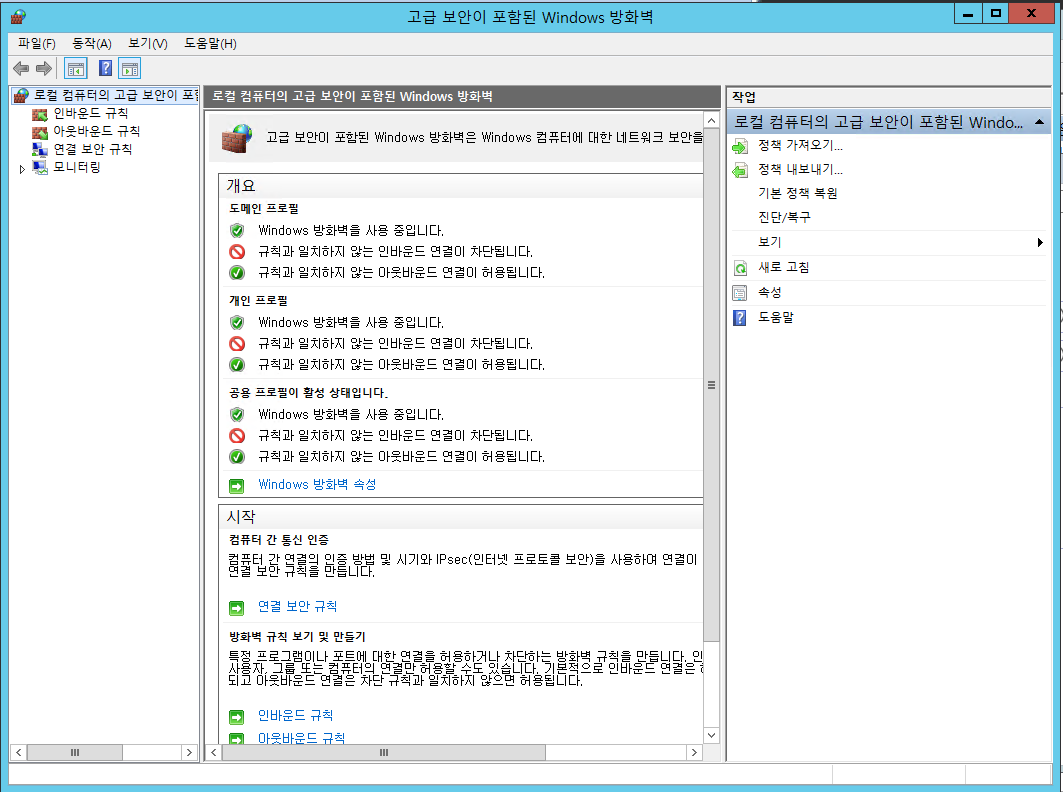 고급 보안이 포함된 Windows 방화벽
파일(F) 동작(A) 보기(V) 도움말(H)
로컬 컴퓨터의 고급 보안이 포함
인바운드 규칙
아웃바운드 규칙
연결 보안 규칙
모니터링
로컬 컴퓨터의 고급 보안이 포함된 Windows 방화벽
고급 보안이 포함된 Windows 방화벽은 Windows 컴퓨터에 대한 네트워크 보안을
개요
도메인 프로필
Windows 방화벽을 사용 중입니다.
규칙과 일치하지 않는 인바운드 연결이 차단됩니다.
규칙과 일치하지 않는 아웃바운드 연결이 허용됩니다.
개인 프로필
Windows 방화벽을 사용 중입니다.
규칙과 일치하지 않는 인바운드 연결이 차단됩니다.
규칙과 일치하지 않는 아웃바운드 연결이 허용됩니다.
공용 프로필이 활성 상태입니다.
Windows 방화벽을 사용 중입니다.
규칙과 일치하지 않는 인바운드 연결이 차단됩니다.
규칙과 일치하지 않는 아웃바운드 연결이 허용됩니다.
Windows 방화벽 속성
시작
컴퓨터 간 통신 인증
컴퓨터 간 연결의 인증 방법 및 시기와 IPsec(인터넷 프로토콜 보안)을 사용하여 연결이
연결 보안 규칙을 만듭니다.
연결 보안 규칙
방화벽 규칙 보기 및 만들기
특정 프로그램이나 포트에 대한 연결을 허용하거나 차단하는 방화벽 규칙을 만듭니다. 인
사용자, 그룹 또는 컴퓨터의 연결만 허용할 수도 있습니다. 기본적으로 인바운드 연결은
되고 아웃바운드 연결은 차단 규칙과 일치하지 않으면 허용됩니다.
인바운드 규칙
아웃바운드 규칙
작업
로컬 컴퓨터의 고급 보안이 포함된 Windo...
정책 가져오기...
정책 내보내기...
기본 정책 복원
진단/복구
보기
새로 고침
속성
도움말